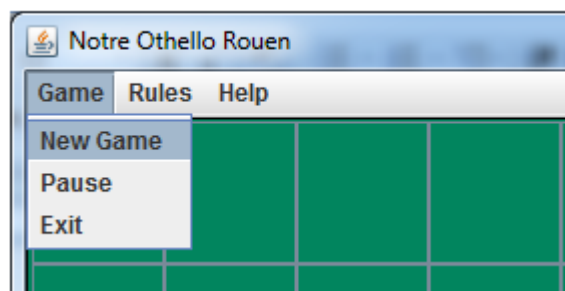 Notre Othello Rouen
Game Rules Help
New Game
Pause
Exit